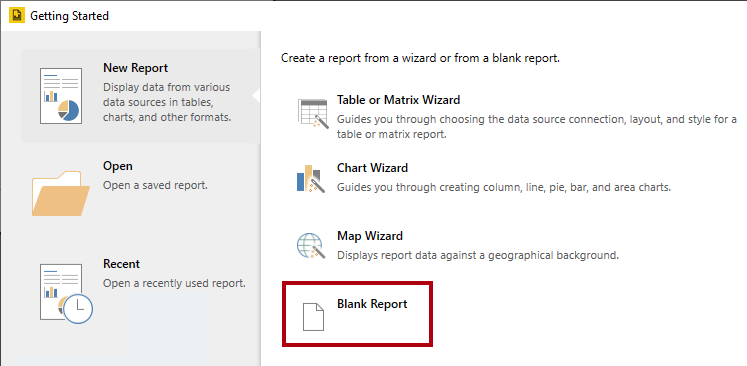 Getting Started
New Report
Display data from various
data sources in tables,
charts, and other formats.
Open
Open a saved report.
Recent
Open a recently used report.
Create a report from a wizard or from a blank report.
Table or Matrix Wizard
Guides you through choosing the data source connection, layout, and style for a
table or matrix report.
Chart Wizard
Guides you through creating column, line, pie, bar, and area charts.
Map Wizard
Displays report data against a geographical background.
Blank Report